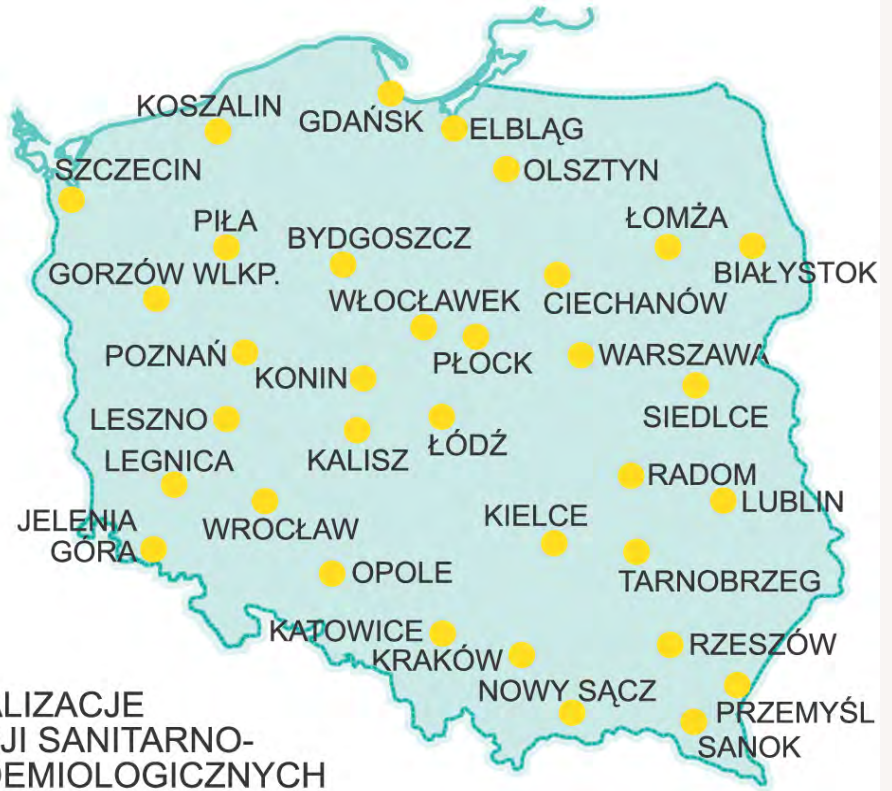 KOSZALIN
GDAŃSK
ELBLĄG
SZCZECIN
OLSZTYN
PIŁA
ŁOMŻA
BYDGOSZCZ
BIAŁYSTOK
GORZÓW WLKP.
WŁOCŁAWEK
CIECHANÓW
POZNAŃ
PŁOCK
WARSZAWA
KONIN
LESZNO
SIEDLCE
LEGNICA
KALISZ
ŁÓDŹ
RADOM
LUBLIN
JELENIA
GÓRA
WROCŁAW
KIELCE
OPOLE
TARNOBRZEG
KATOWICE
KRAKÓW
RZESZÓW
NOWY SĄCZ
PRZEMYŚL
SANOK
ALIZACJE
JI SANITARNO-
DEMIOLOGICZNYCH